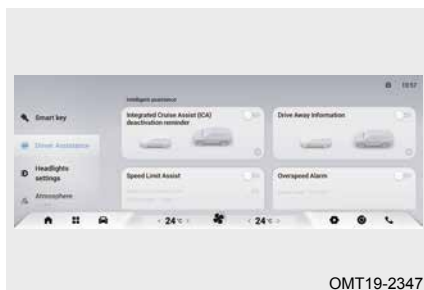 10:57
Intelligent assistance
Smart key
Integrated Cruise Assist (ICA)
deactivation reminder
Drive Away Information
Driver Assistance
Headlights
settings
Speed Limit Assist
Overspeed Alarm
Atmosphere
24 °C
24 °C
OMT19-2347